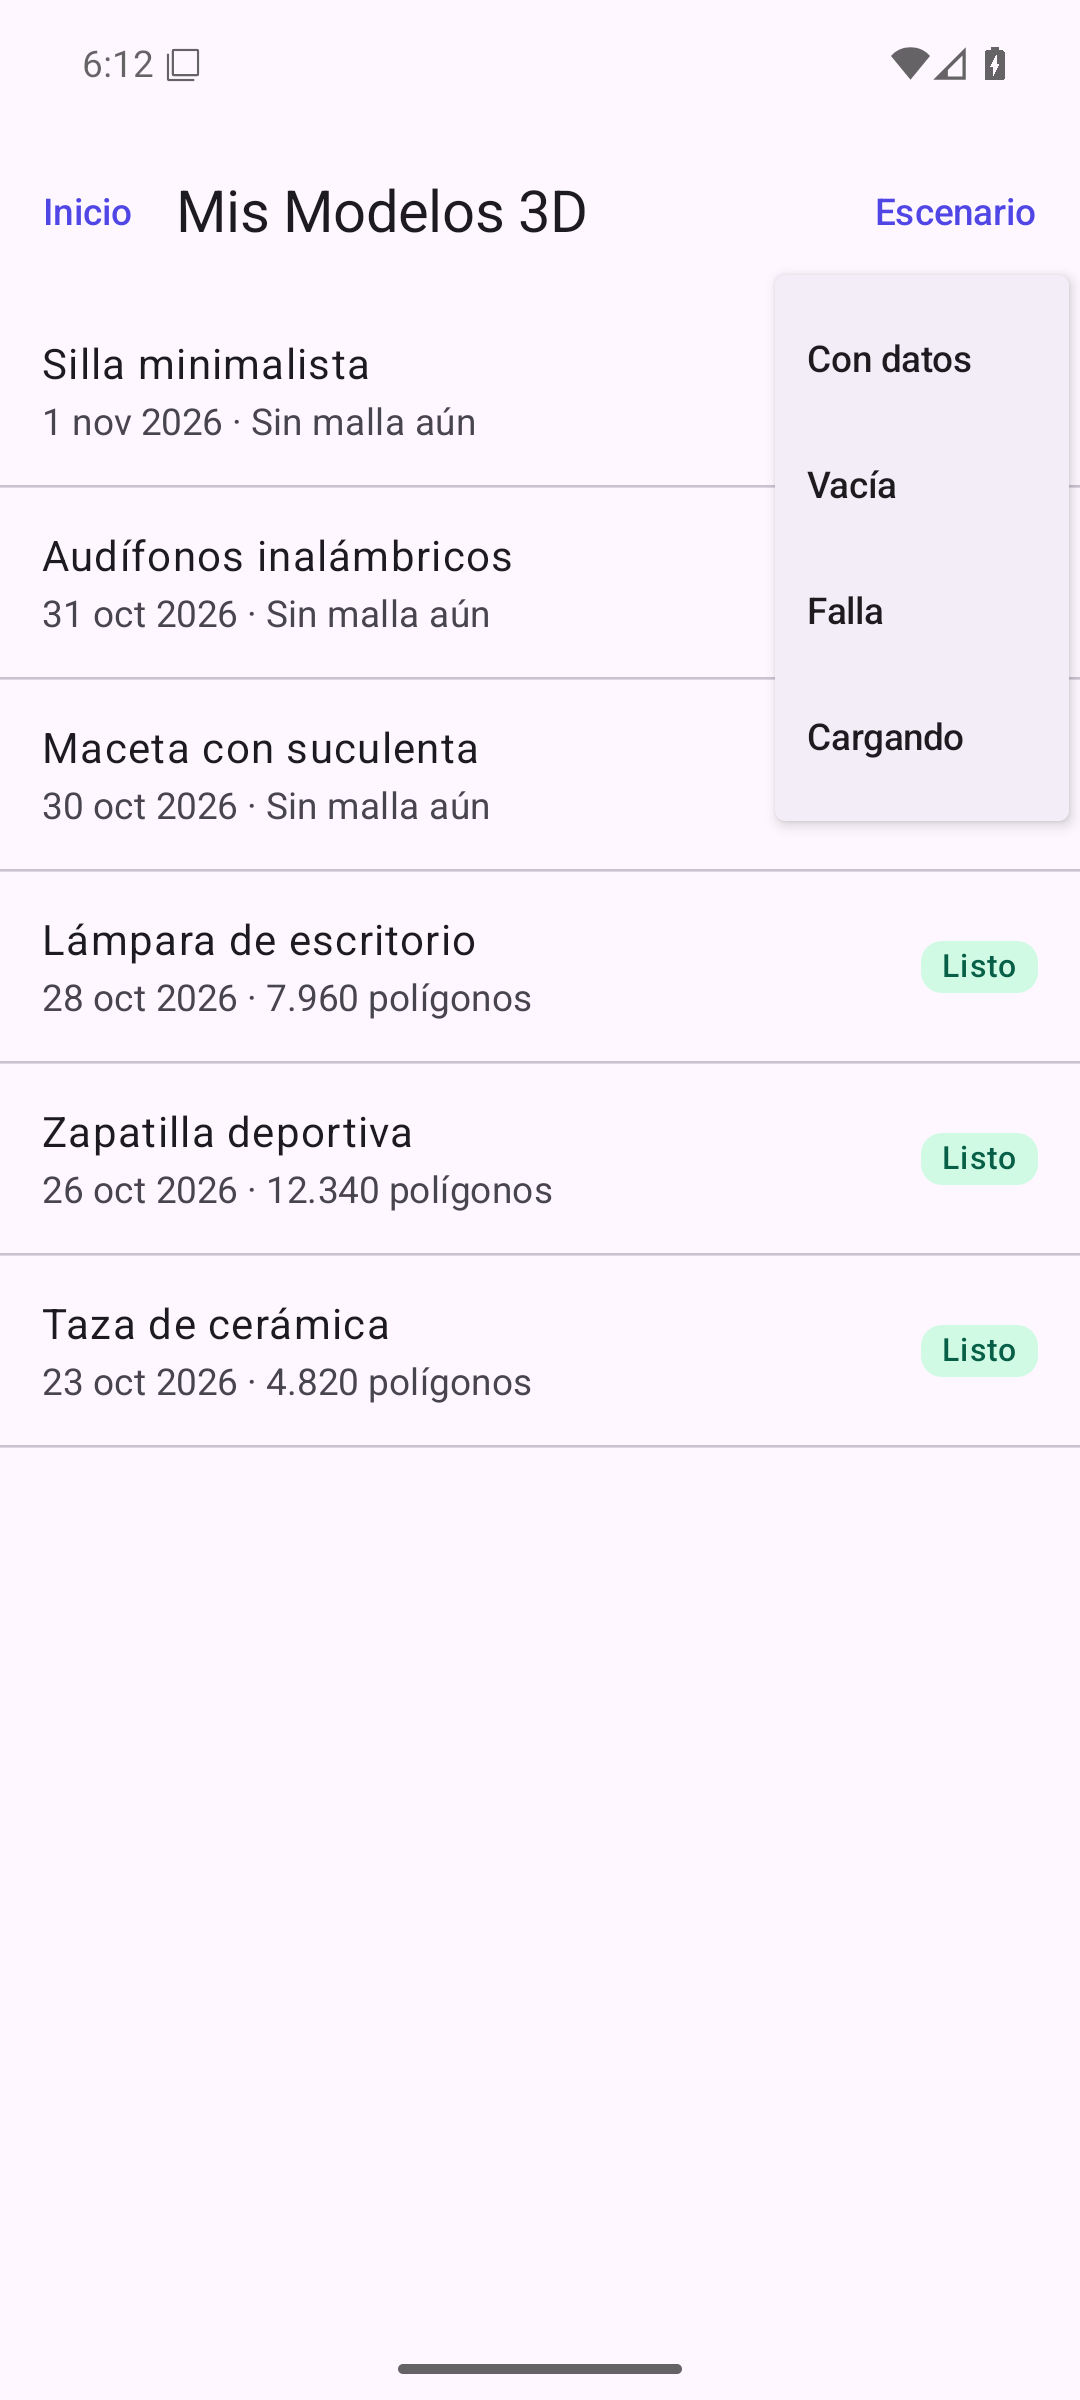 6:12
Inicio Mis Modelos 3D Escenario
Con datos
Vacía
Falla
Cargando
Silla minimalista
1 nov 2026 · Sin malla aún
Audífonos inalámbricos
31 oct 2026 · Sin malla aún
Maceta con suculenta
30 oct 2026 · Sin malla aún
Lámpara de escritorio
28 oct 2026 · 7.960 polígonos
Listo
Zapatilla deportiva
26 oct 2026 · 12.340 polígonos
Listo
Taza de cerámica
23 oct 2026 · 4.820 polígonos
Listo